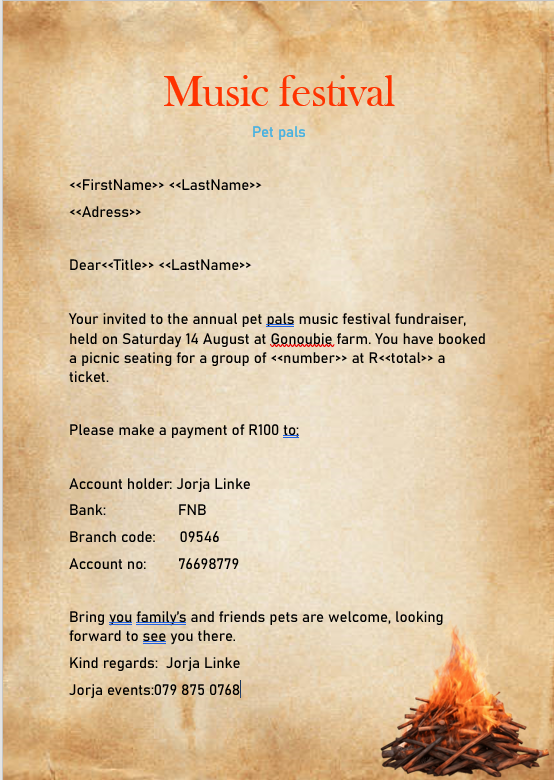 Music festival
Pet pals
<<FirstName>> <<LastName>>
<<Adress>>
Dear<<Title>> <<LastName>>
Your invited to the annual pet pals music festival fundraiser,
held on Saturday 14 August at Gonoubie farm. You have booked
a picnic seating for a group of <<number>> at R<<total>> a
ticket.
Please make a payment of R100 to:
Account holder: Jorja Linke
Bank: FNB
Branch code: 09546
Account no: 76698779
Bring you family's and friends pets are welcome, looking
forward to see you there.
Kind regards: Jorja Linke
Jorja events:079 875 0768